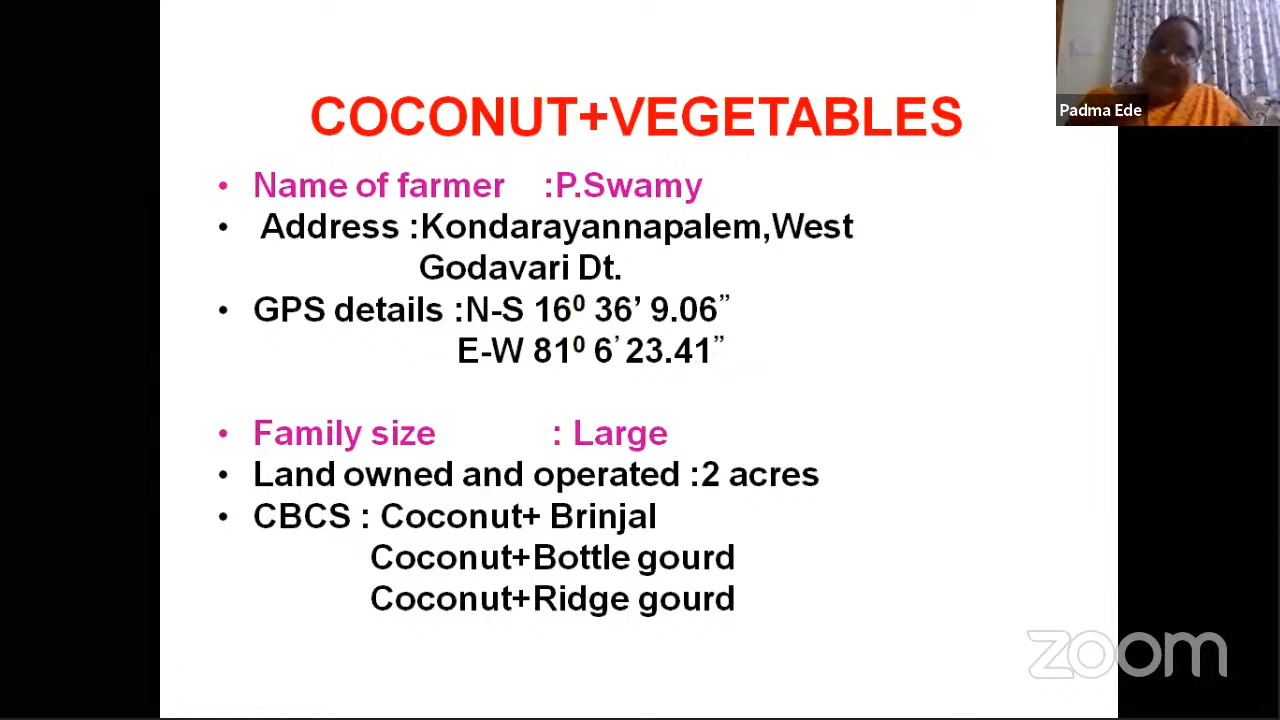 COCONUT+VEGETABLES
Padma Ede
• Name of farmer :P.Swamy
• Address :Kondarayannapalem,West
Godavari Dt.
• GPS details :N-S 16⁰ 36’ 9.06”
E-W 81⁰ 6’ 23.41”
• Family size : Large
• Land owned and operated :2 acres
• CBCS : Coconut+ Brinjal
Coconut+Bottle gourd
Coconut+Ridge gourd
zoom